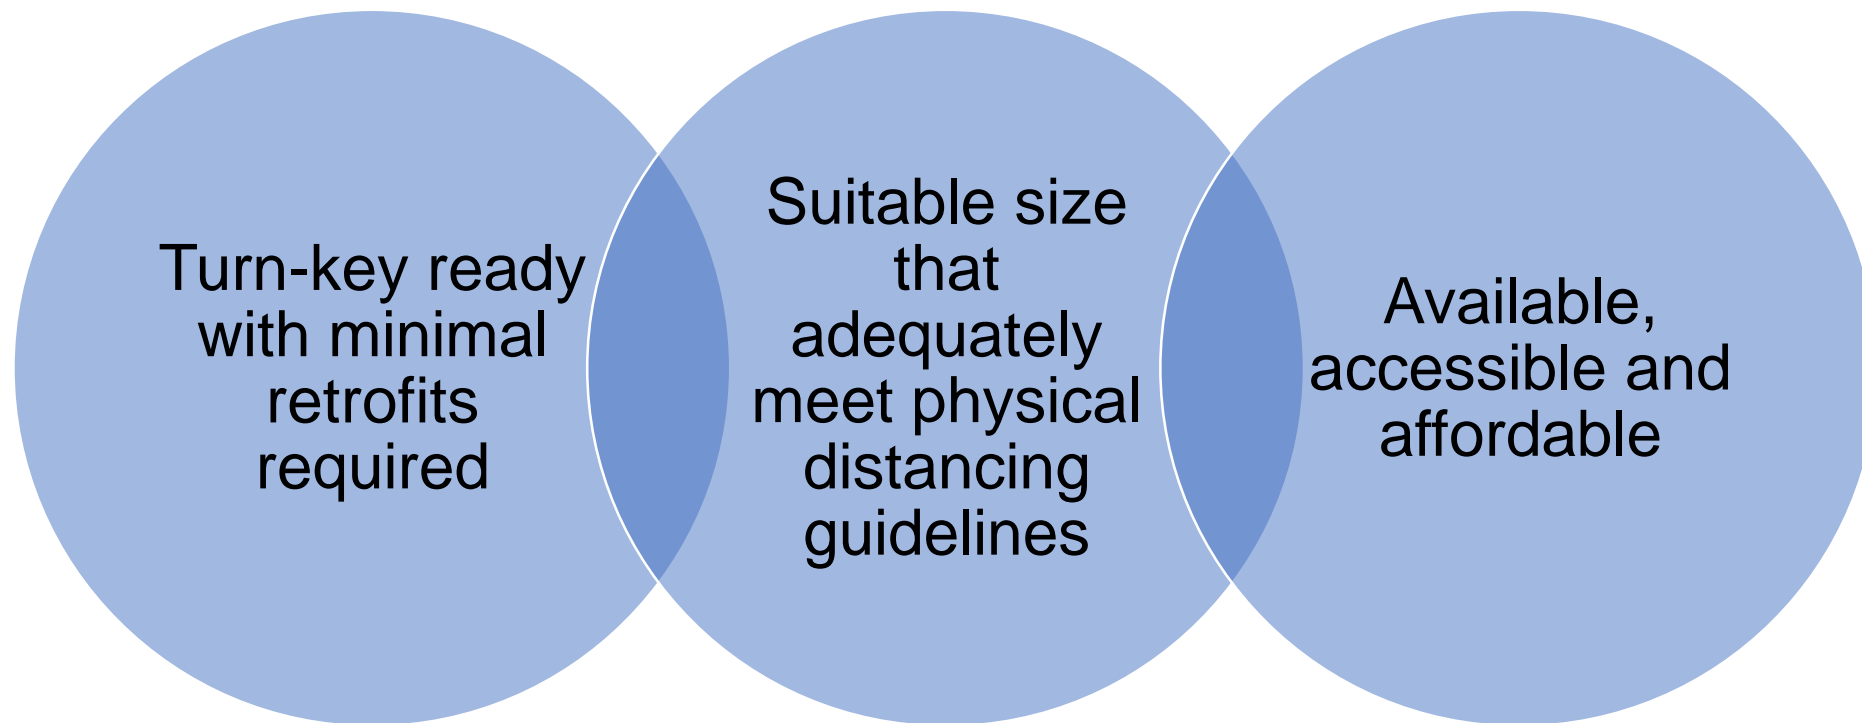 Turn-key ready
with minimal
retrofits
required
Suitable size
that
adequately
meet physical
distancing
guidelines
Available,
accessible and
affordable